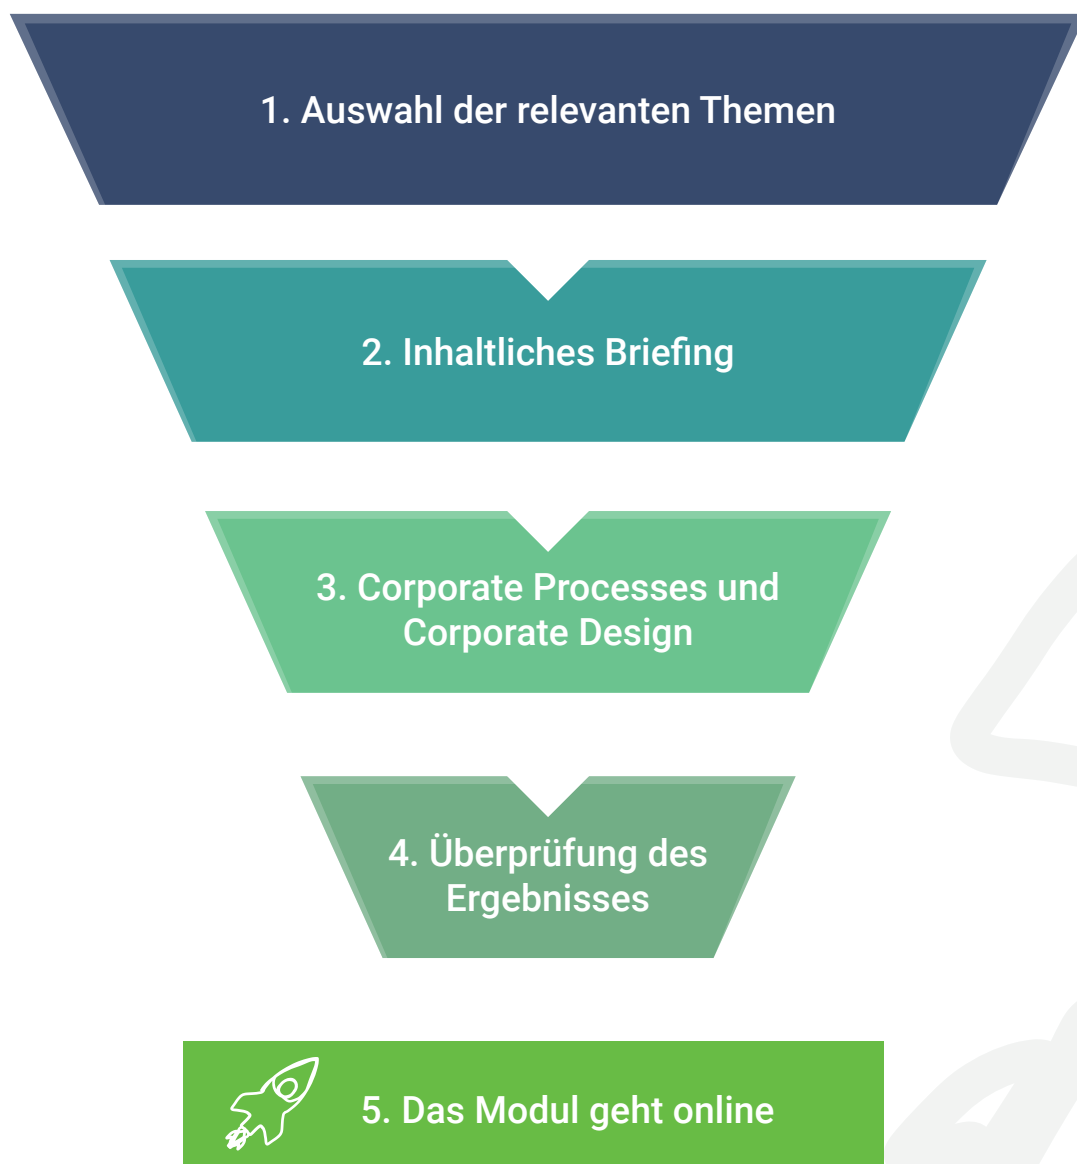 1. Auswahl der relevanten Themen
2. Inhaltliches Briefing
3. Corporate Processes und
Corporate Design
4. Überprüfung des
Ergebnisses
5. Das Modul geht online